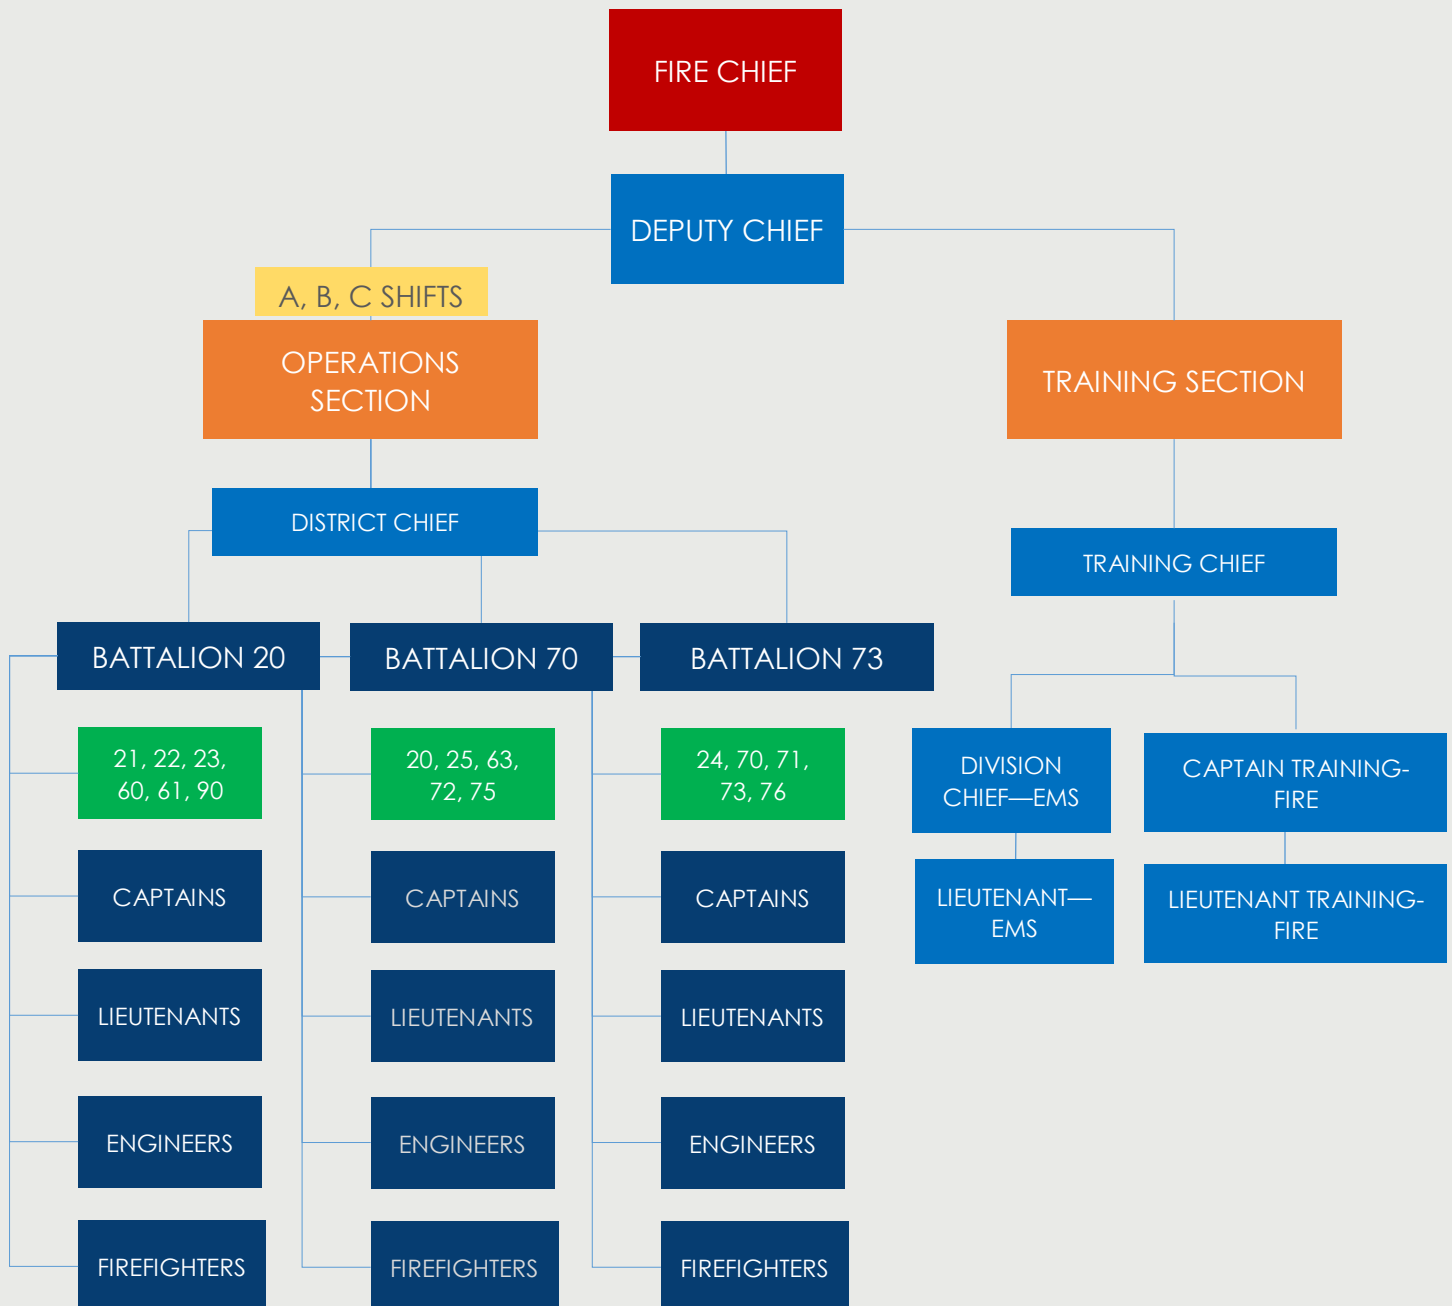 FIRE CHIEF
DEPUTY CHIEF
A, B, C SHIFTS
OPERATIONS
SECTION
TRAINING SECTION
DISTRICT CHIEF
TRAINING CHIEF
BATTALION 20
BATTALION 70
BATTALION 73
21, 22, 23,
60, 61, 90
20, 25, 63,
72, 75
24, 70, 71,
73, 76
DIVISION
CHIEF—EMS
CAPTAIN TRAINING-
FIRE
CAPTAINS
CAPTAINS
CAPTAINS
LIEUTENANT—
EMS
LIEUTENANT TRAINING-
FIRE
LIEUTENANTS
LIEUTENANTS
LIEUTENANTS
ENGINEERS
ENGINEERS
ENGINEERS
FIREFIGHTERS
FIREFIGHTERS
FIREFIGHTERS